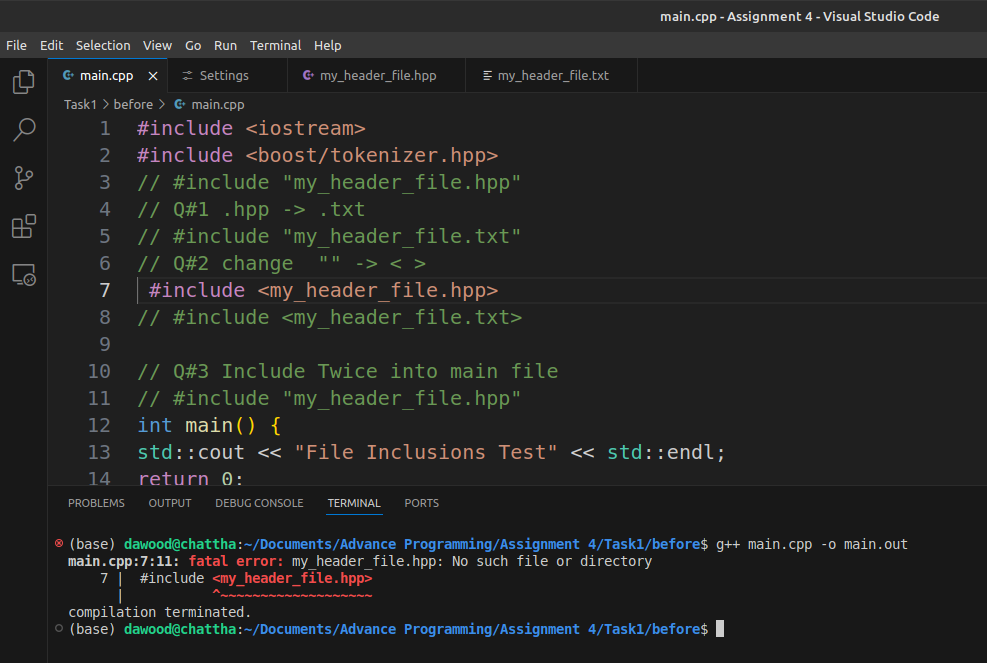 main.cpp - Assignment 4 - Visual Studio Code
File Edit Selection View Go Run Terminal Help
main.cpp Settings my_header_file.hpp my_header_file.txt
Task1 > before > main.cpp
1 #include <iostream>
2 #include <boost/tokenizer.hpp>
3 // #include "my_header_file.hpp"
4 // Q#1 .hpp -> .txt
5 // #include "my_header_file.txt"
6 // Q#2 change  "" -> < >
7  #include <my_header_file.hpp>
8 // #include <my_header_file.txt>
9
10 // Q#3 Include Twice into main file
11 // #include "my_header_file.hpp"
12 int main() {
13 std::cout << "File Inclusions Test" << std::endl;
14 return 0;
PROBLEMS OUTPUT DEBUG CONSOLE TERMINAL PORTS
(base) dawood@chattha:~/Documents/Advance Programming/Assignment 4/Task1/before$ g++ main.cpp -o main.out
main.cpp:7:11: fatal error: my_header_file.hpp: No such file or directory
7 |  #include <my_header_file.hpp>
|           ^~~~~~~~~~~~~~~~~~~~
compilation terminated.
(base) dawood@chattha:~/Documents/Advance Programming/Assignment 4/Task1/before$